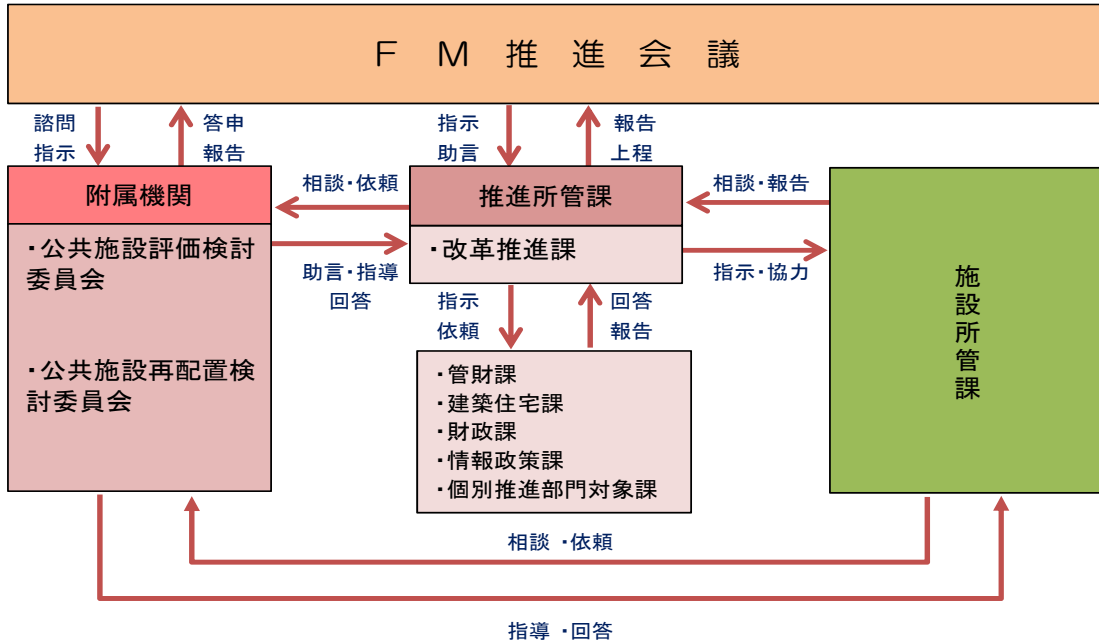 ＦＭ推進会議
諮問
指示
答申
報告
指示
助言
報告
上程
附属機関
・公共施設評価検討
委員会
・公共施設再配置検
討委員会
相談・依頼
助言・指導
回答
推進所管課
・改革推進課
相談・報告
指示・協力
指示
依頼
回答
報告
・管財課
・建築住宅課
・財政課
・情報政策課
・個別推進部門対象課
施設所管課
相談・依頼
指導・回答